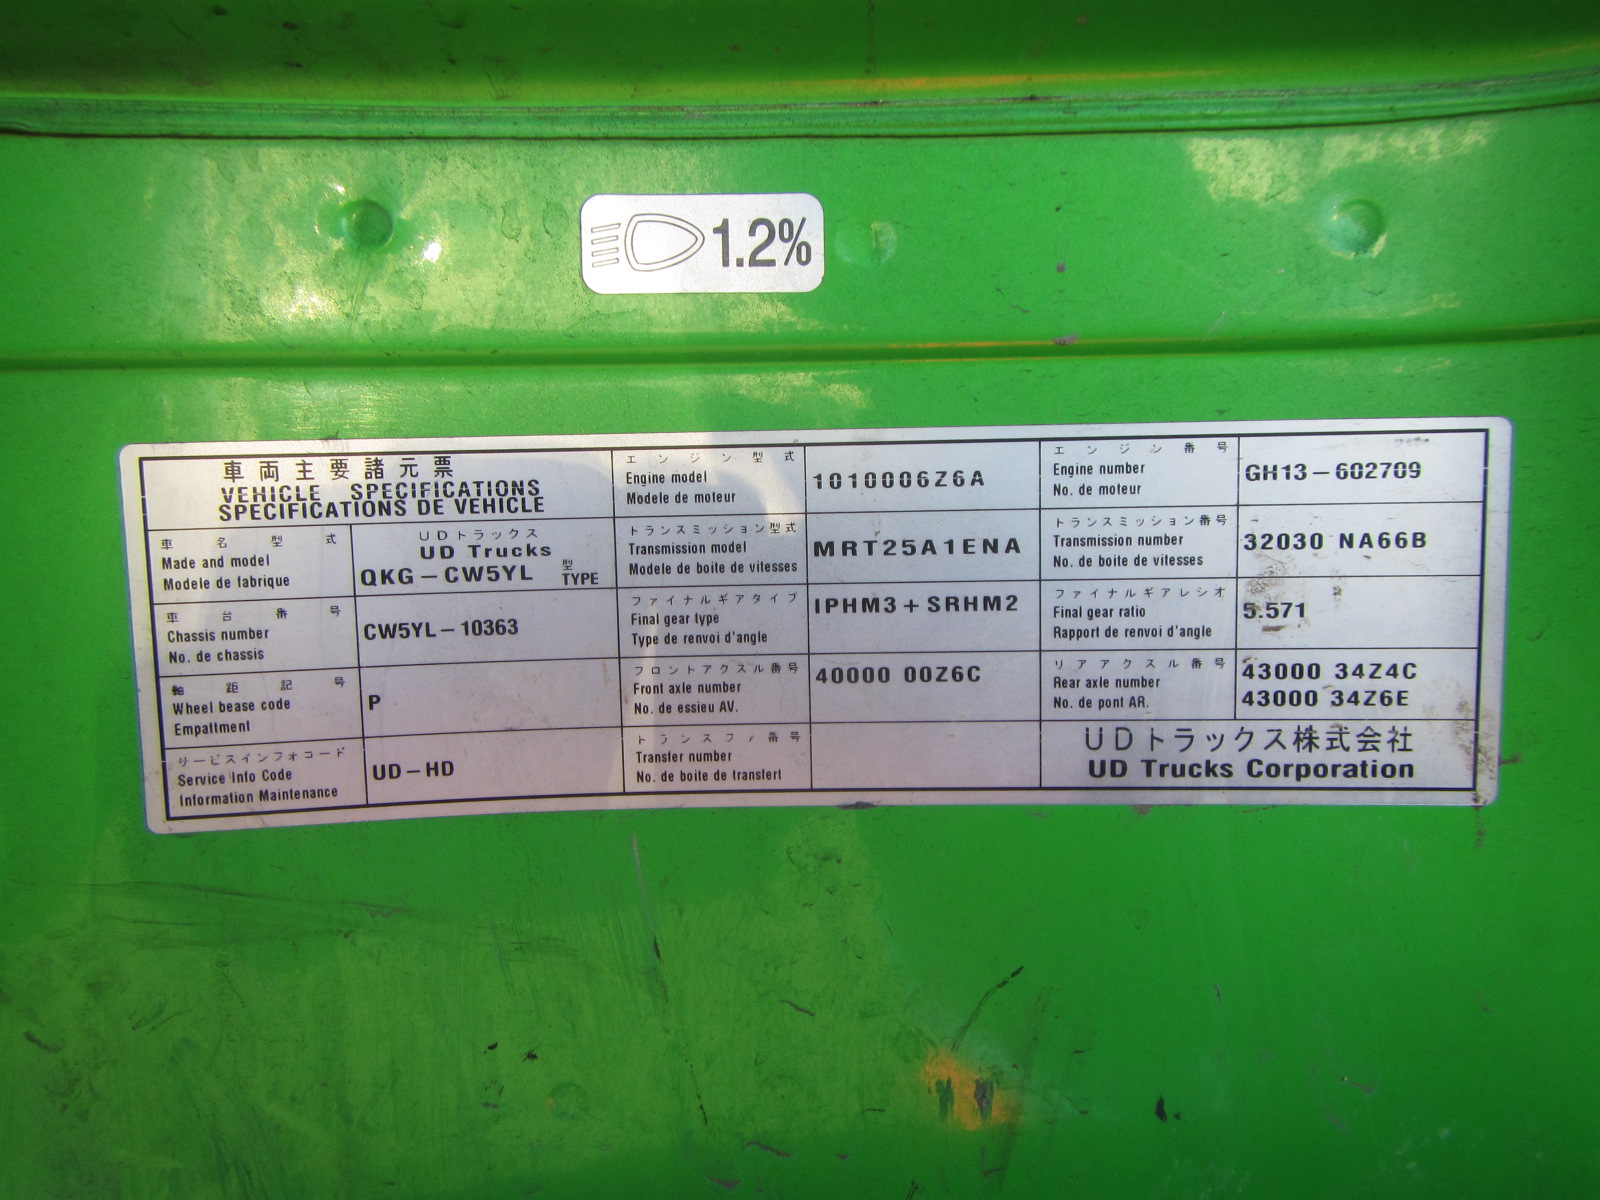 1.2%
車両主要諸元票
VEHICLE SPECIFICATIONS
SPECIFICATIONS DE VEHICLE
車名型式
Made and model
Modele de fabrique
UDトラックス
UD Trucks
QKG-CW5YL 型 TYPE
車台番号
Chassis number
No. de chassis
CW5YL-10363
軸距記号
Wheel bease code
Empattment
P
サービスインフォコード
Service Info Code
Information Maintenance
UD-HD
エンジン型式
Engine model
Modele de moteur
1010006Z6A
トランスミッション型式
Transmission model
Modele de boite de vitesses
MRT25A1ENA
ファイナルギアタイプ
Final gear type
Type de renvoi d'angle
IPHM3+SRHM2
フロントアクスル番号
Front axle number
No. de essieu AV.
40000 00Z6C
トランスファ番号
Transfer number
No. de boite de transfert
エンジン番号
Engine number
No. de moteur
GH13-602709
トランスミッション番号
Transmission number
No. de boite de vitesses
32030 NA66B
ファイナルギアレシオ
Final gear ratio
Rapport de renvoi d'angle
5.571
リアアクスル番号
Rear axle number
No. de pont AR.
43000 34Z4C
43000 34Z6E
UDトラックス株式会社
UD Trucks Corporation